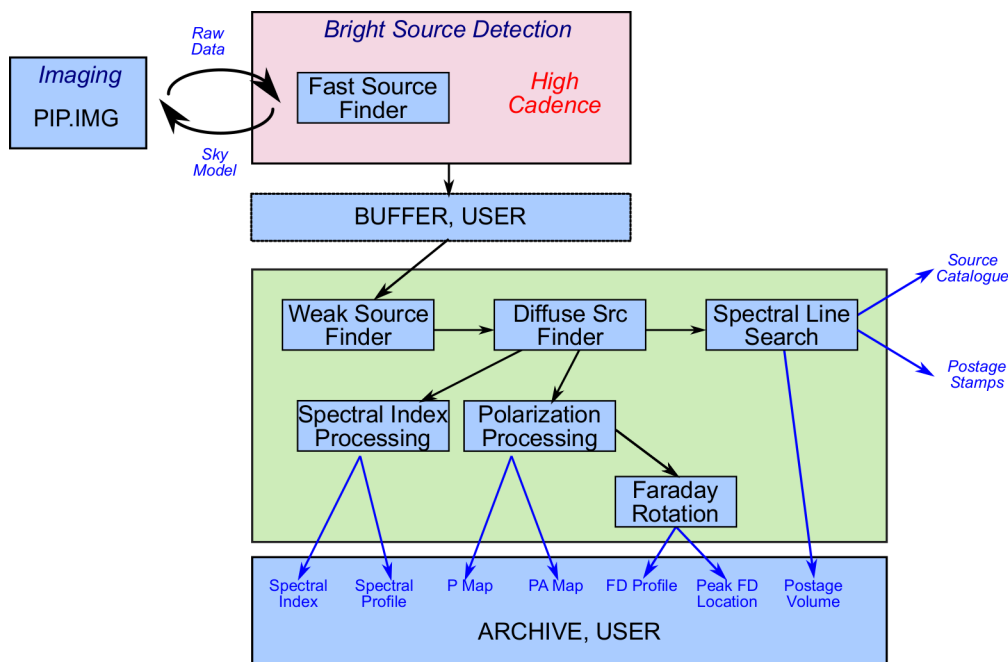 Raw
Data
Bright Source Detection
Imaging
PIP.IMG
Fast Source
Finder
High
Cadence
Sky
Model
BUFFER, USER
Source
Catalogue
Weak Source
Finder
Diffuse Src
Finder
Spectral Line
Search
Postage
Stamps
Spectral Index
Processing
Polarization
Processing
Faraday
Rotation
Spectral
Index
Spectral
Profile
P Map
PA Map
FD Profile
Peak FD
Location
Postage
Volume
ARCHIVE, USER